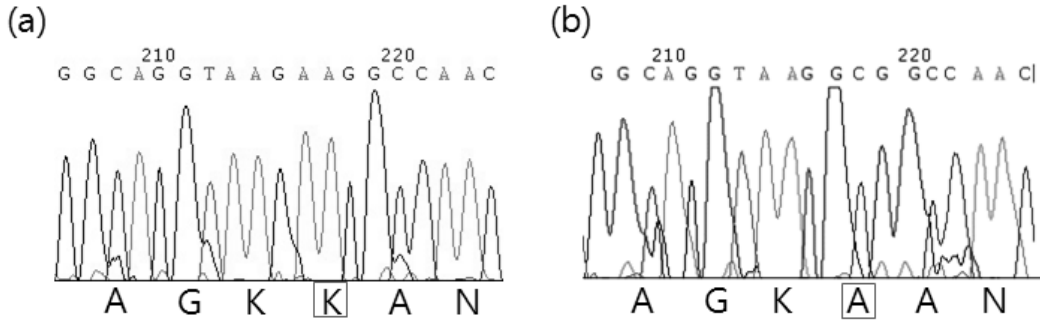 (a)
210 220
G G C A G G T A A G A A G G C C A A C
A G K K A N
(b)
210 220
G G C A G G T A A G G C G G C C A A C
A G K A A N